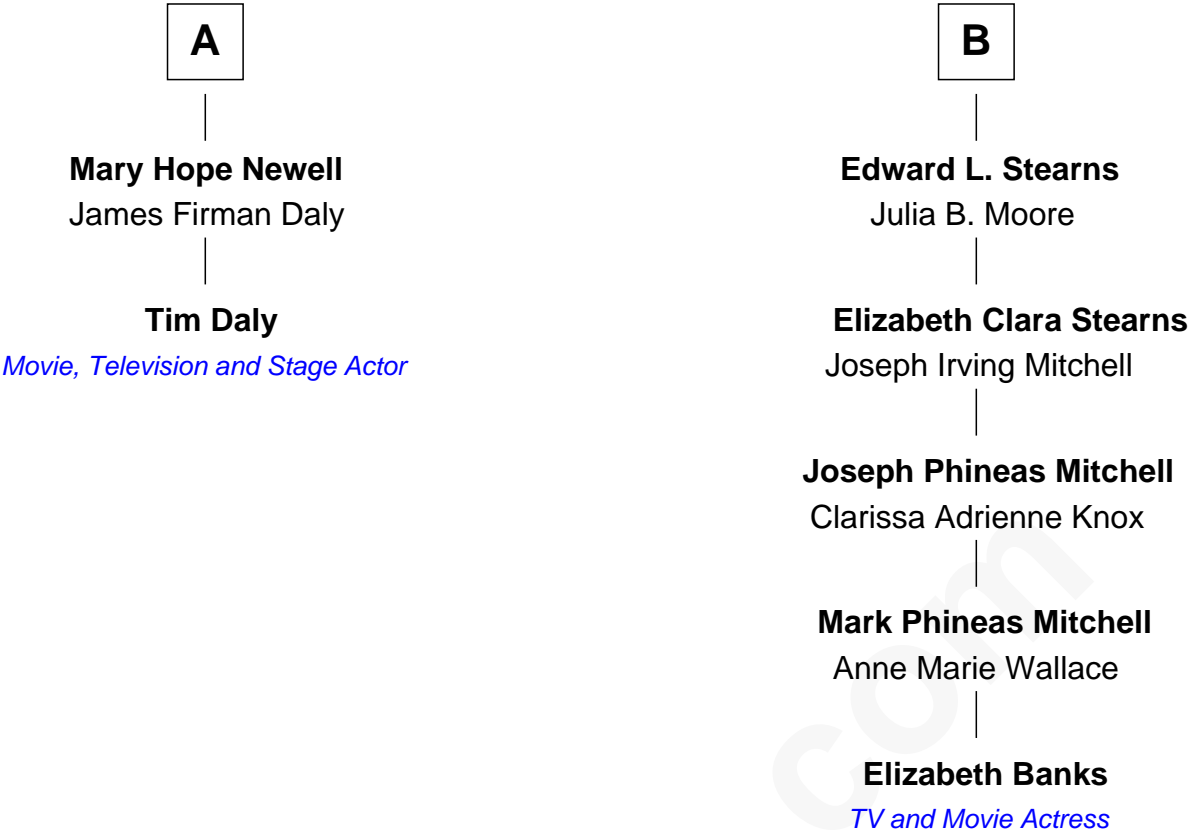 A
Mary Hope Newell
James Firman Daly
Tim Daly
Movie, Television and Stage Actor
B
Edward L. Stearns
Julia B. Moore
Elizabeth Clara Stearns
Joseph Irving Mitchell
Joseph Phineas Mitchell
Clarissa Adrienne Knox
Mark Phineas Mitchell
Anne Marie Wallace
Elizabeth Banks
TV and Movie Actress
com